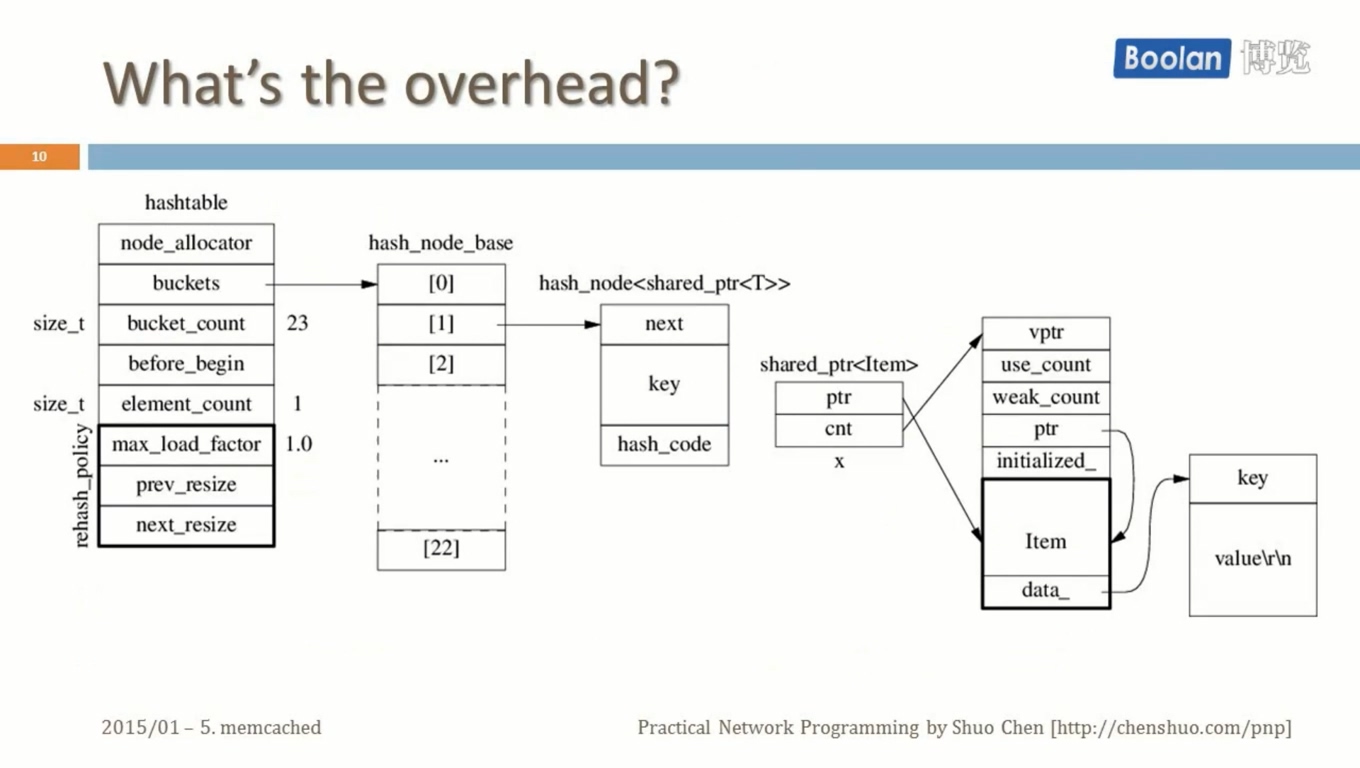 What's the overhead?
Boolan 博览
10
hashtable
node_allocator
buckets
size_t bucket_count 23
before_begin
size_t element_count 1
rehash_policy
max_load_factor 1.0
prev_resize
next_resize
hash_node_base
[0]
[1]
[2]
...
[22]
hash_node<shared_ptr<T>>
next
key
hash_code
shared_ptr<Item>
ptr
cnt
x
vptr
use_count
weak_count
ptr
initialized_
Item
data_
key
value\r\n
2015/01 – 5. memcached
Practical Network Programming by Shuo Chen [http://chenshuo.com/pnp]